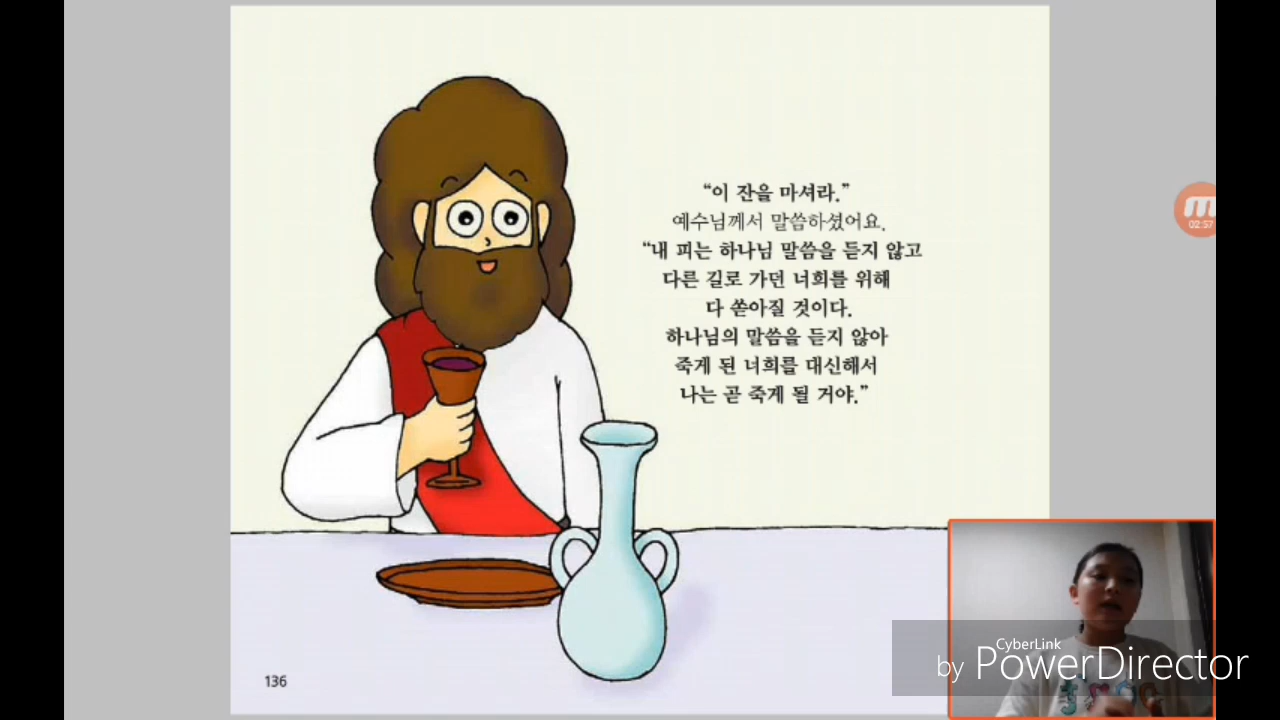 “이 잔을 마셔라.”
예수님께서 말씀하셨어요.
“내 피는 하나님 말씀을 듣지 않고
다른 길로 가던 너희를 위해
다 쏟아질 것이다.
하나님의 말씀을 듣지 않아
죽게 된 너희를 대신해서
나는 곧 죽게 될 거야.”
02:57
136
CyberLink
by PowerDirector